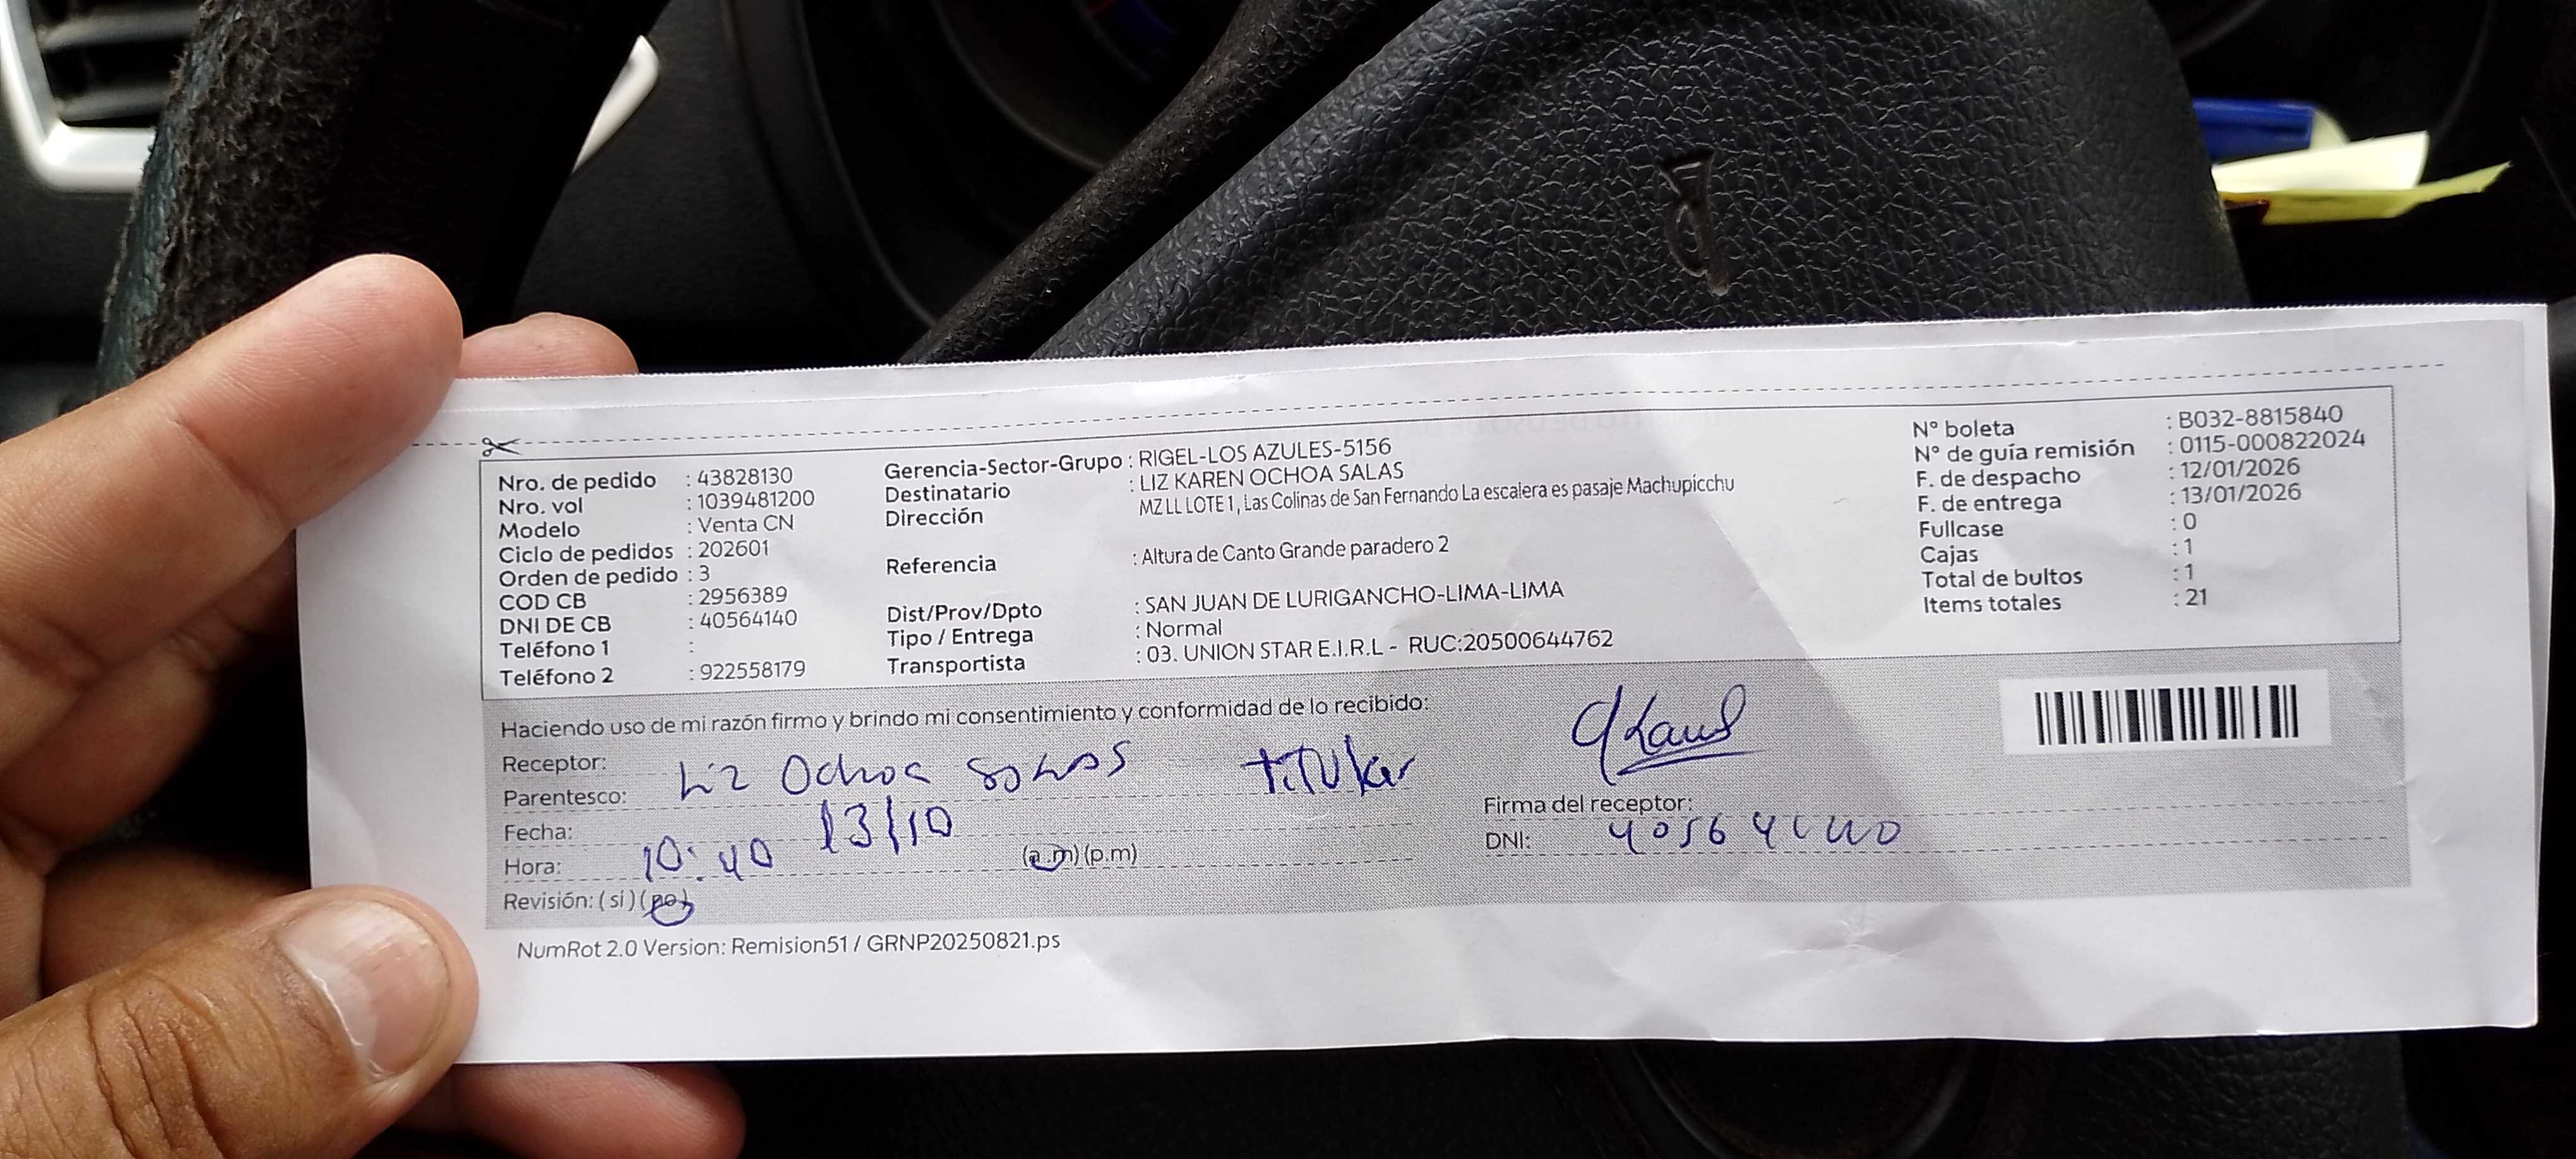 Nro. de pedido : 43828130
Nro. vol : 1039481200
Modelo : Venta CN
Ciclo de pedidos : 202601
Orden de pedido : 3
COD CB : 2956389
DNI DE CB : 40564140
Teléfono 1 :
Teléfono 2 : 922558179
Gerencia-Sector-Grupo : RIGEL-LOS AZULES-5156
Destinatario : LIZ KAREN OCHOA SALAS
Dirección MZ LL LOTE 1, Las Colinas de San Fernando La escalera es pasaje Machupicchu
Referencia : Altura de Canto Grande paradero 2
Dist/Prov/Dpto : SAN JUAN DE LURIGANCHO-LIMA-LIMA
Tipo / Entrega : Normal
Transportista : 03. UNION STAR E.I.R.L - RUC:20500644762
N° boleta : B032-8815840
N° de guía remisión : 0115-000822024
F. de despacho : 12/01/2026
F. de entrega : 13/01/2026
Fullcase : 0
Cajas : 1
Total de bultos : 1
Items totales : 21
Haciendo uso de mi razón firmo y brindo mi consentimiento y conformidad de lo recibido:
Receptor: Liz Ochoa Salas titular
Parentesco:
Fecha: 13/10
Hora: 10:40 (a.m) (p.m)
Revisión: (si) (no)
Firma del receptor:
DNI: 40564140
NumRot 2.0 Version: Remision51 / GRNP20250821.ps